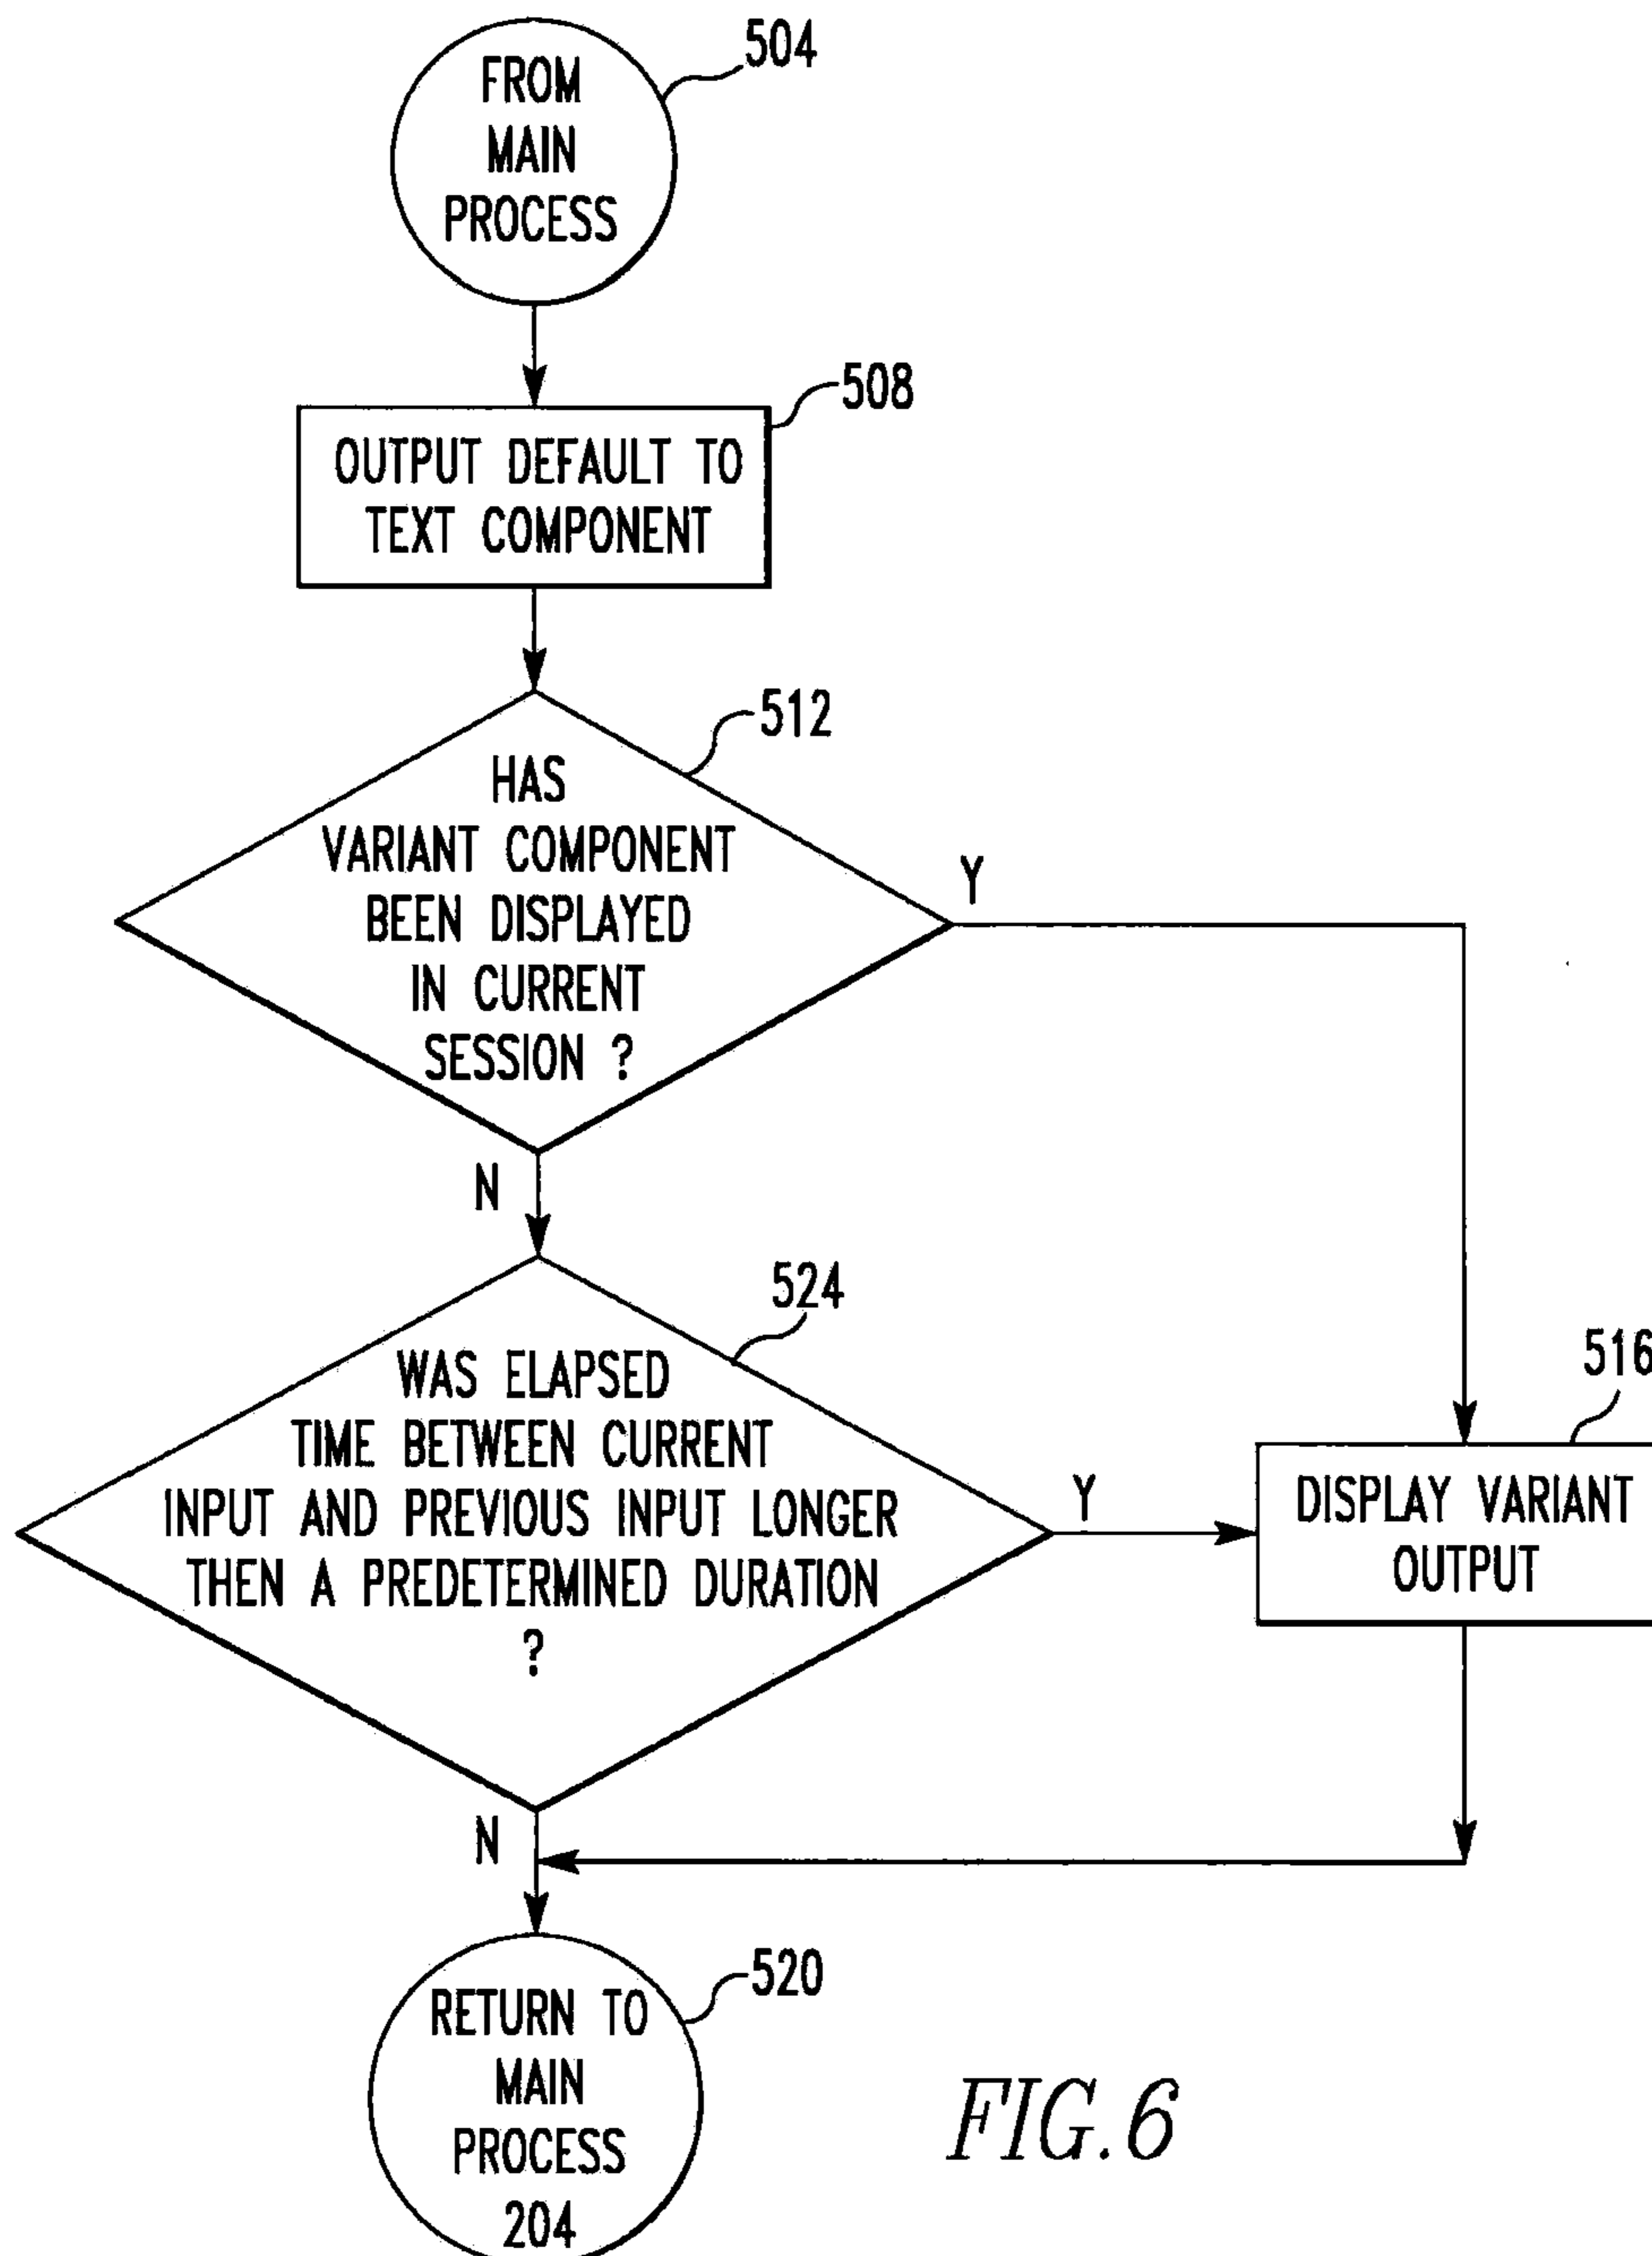 504
FROM
MAIN
PROCESS
508
OUTPUT DEFAULT TO
TEXT COMPONENT
512
HAS
VARIANT COMPONENT
BEEN DISPLAYED
IN CURRENT
SESSION ?
Y
N
524
WAS ELAPSED
TIME BETWEEN CURRENT
INPUT AND PREVIOUS INPUT LONGER
THEN A PREDETERMINED DURATION
?
Y
516
DISPLAY VARIANT
OUTPUT
N
520
RETURN TO
MAIN
PROCESS
204
FIG.6